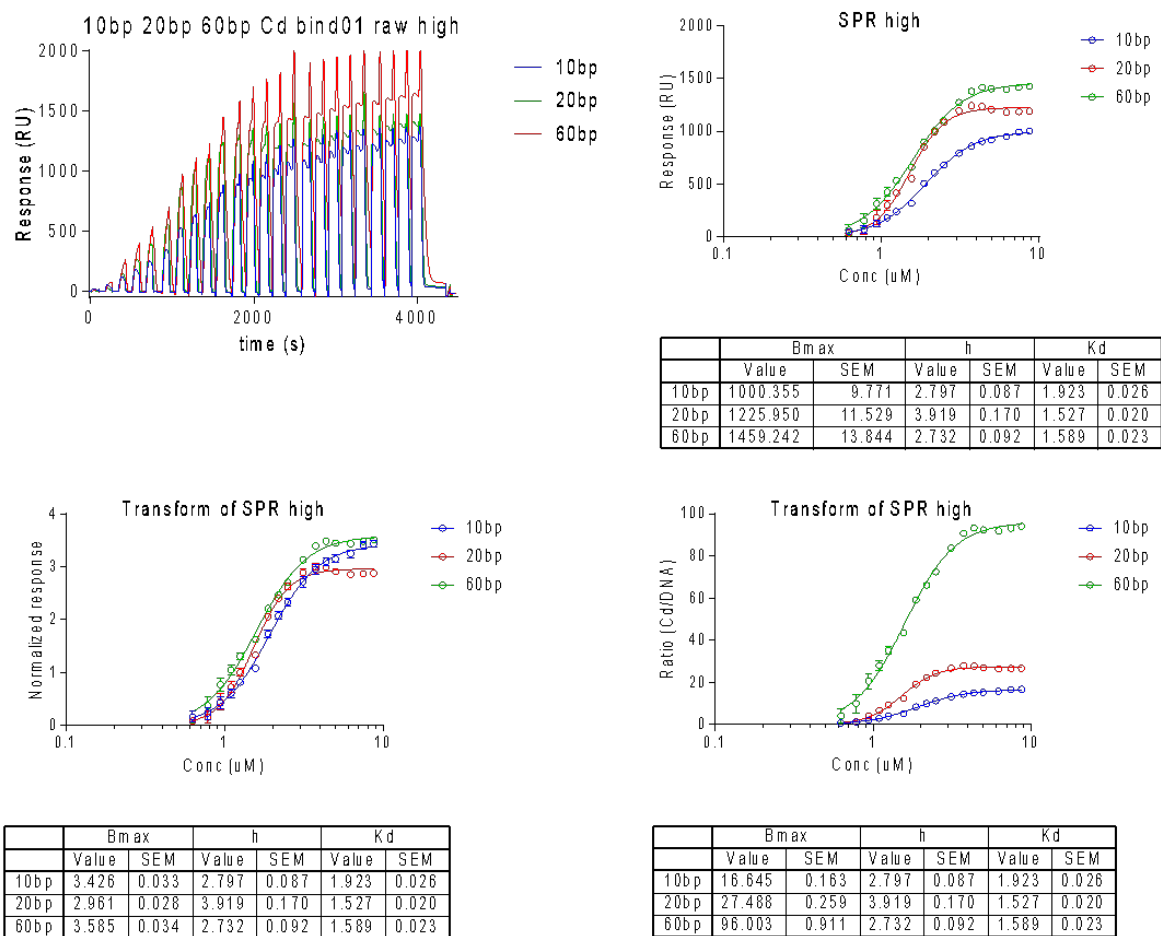 10bp 20bp 60bp Cd bind01 raw high
2000
1500
1000
500
0
Response (RU)
0 2000 4000
time (s)
10bp
20bp
60bp
SPR high
2000
1500
1000
500
0
Response (RU)
0.1 1 10
Conc (uM)
10bp
20bp
60bp
Bmax h Kd
Value SEM Value SEM Value SEM
10bp 1000.355 9.771 2.797 0.087 1.923 0.026
20bp 1225.950 11.529 3.919 0.170 1.527 0.020
60bp 1459.242 13.844 2.732 0.092 1.589 0.023
Transform of SPR high
4
3
2
1
0
Normalized response
0.1 1 10
Conc (uM)
10bp
20bp
60bp
Bmax h Kd
Value SEM Value SEM Value SEM
10bp 3.426 0.033 2.797 0.087 1.923 0.026
20bp 2.961 0.028 3.919 0.170 1.527 0.020
60bp 3.585 0.034 2.732 0.092 1.589 0.023
Transform of SPR high
100
80
60
40
20
0
Ratio (Cd/DNA)
0.1 1 10
Conc (uM)
10bp
20bp
60bp
Bmax h Kd
Value SEM Value SEM Value SEM
10bp 16.645 0.163 2.797 0.087 1.923 0.026
20bp 27.488 0.259 3.919 0.170 1.527 0.020
60bp 96.003 0.911 2.732 0.092 1.589 0.023